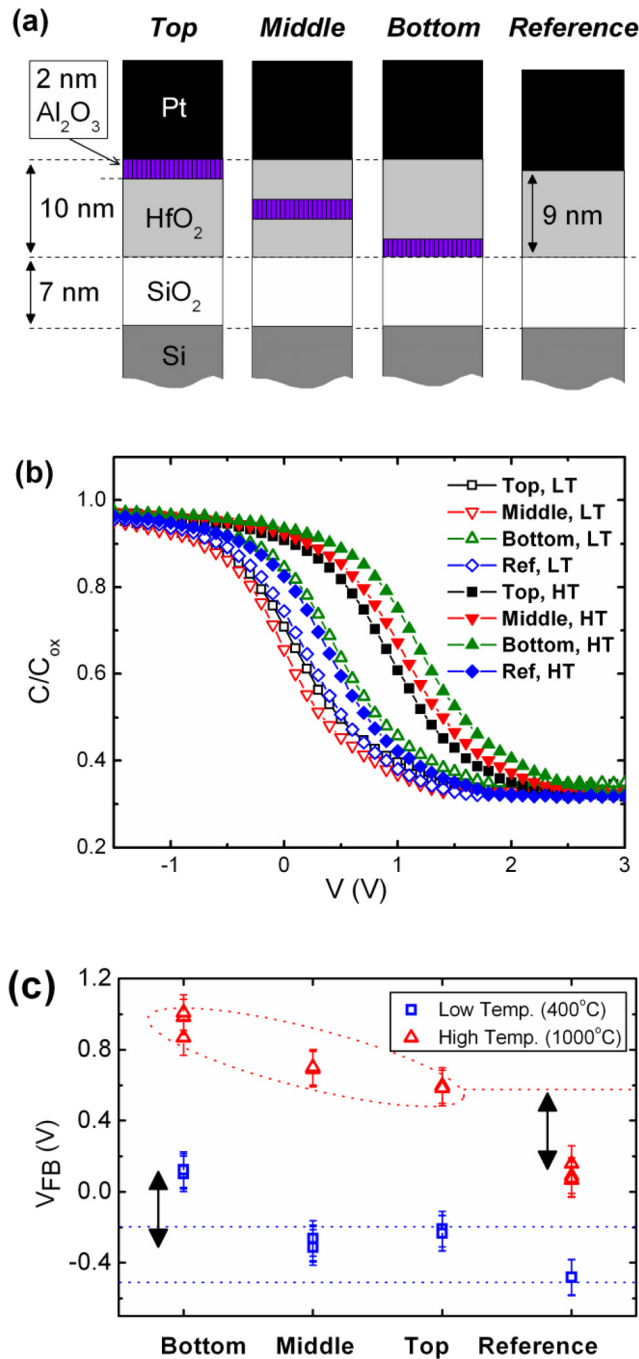 (a)
Top Middle Bottom Reference
2 nm
Al₂O₃
Pt
10 nm
HfO₂
9 nm
7 nm
SiO₂
Si
(b)
1.0
0.8
0.6
0.4
0.2
C/Cₒₓ
Top, LT
Middle, LT
Bottom, LT
Ref, LT
Top, HT
Middle, HT
Bottom, HT
Ref, HT
-1 0 1 2 3
V (V)
(c)
1.2
0.8
0.4
0.0
-0.4
V_FB (V)
Low Temp. (400°C)
High Temp. (1000°C)
Bottom Middle Top Reference